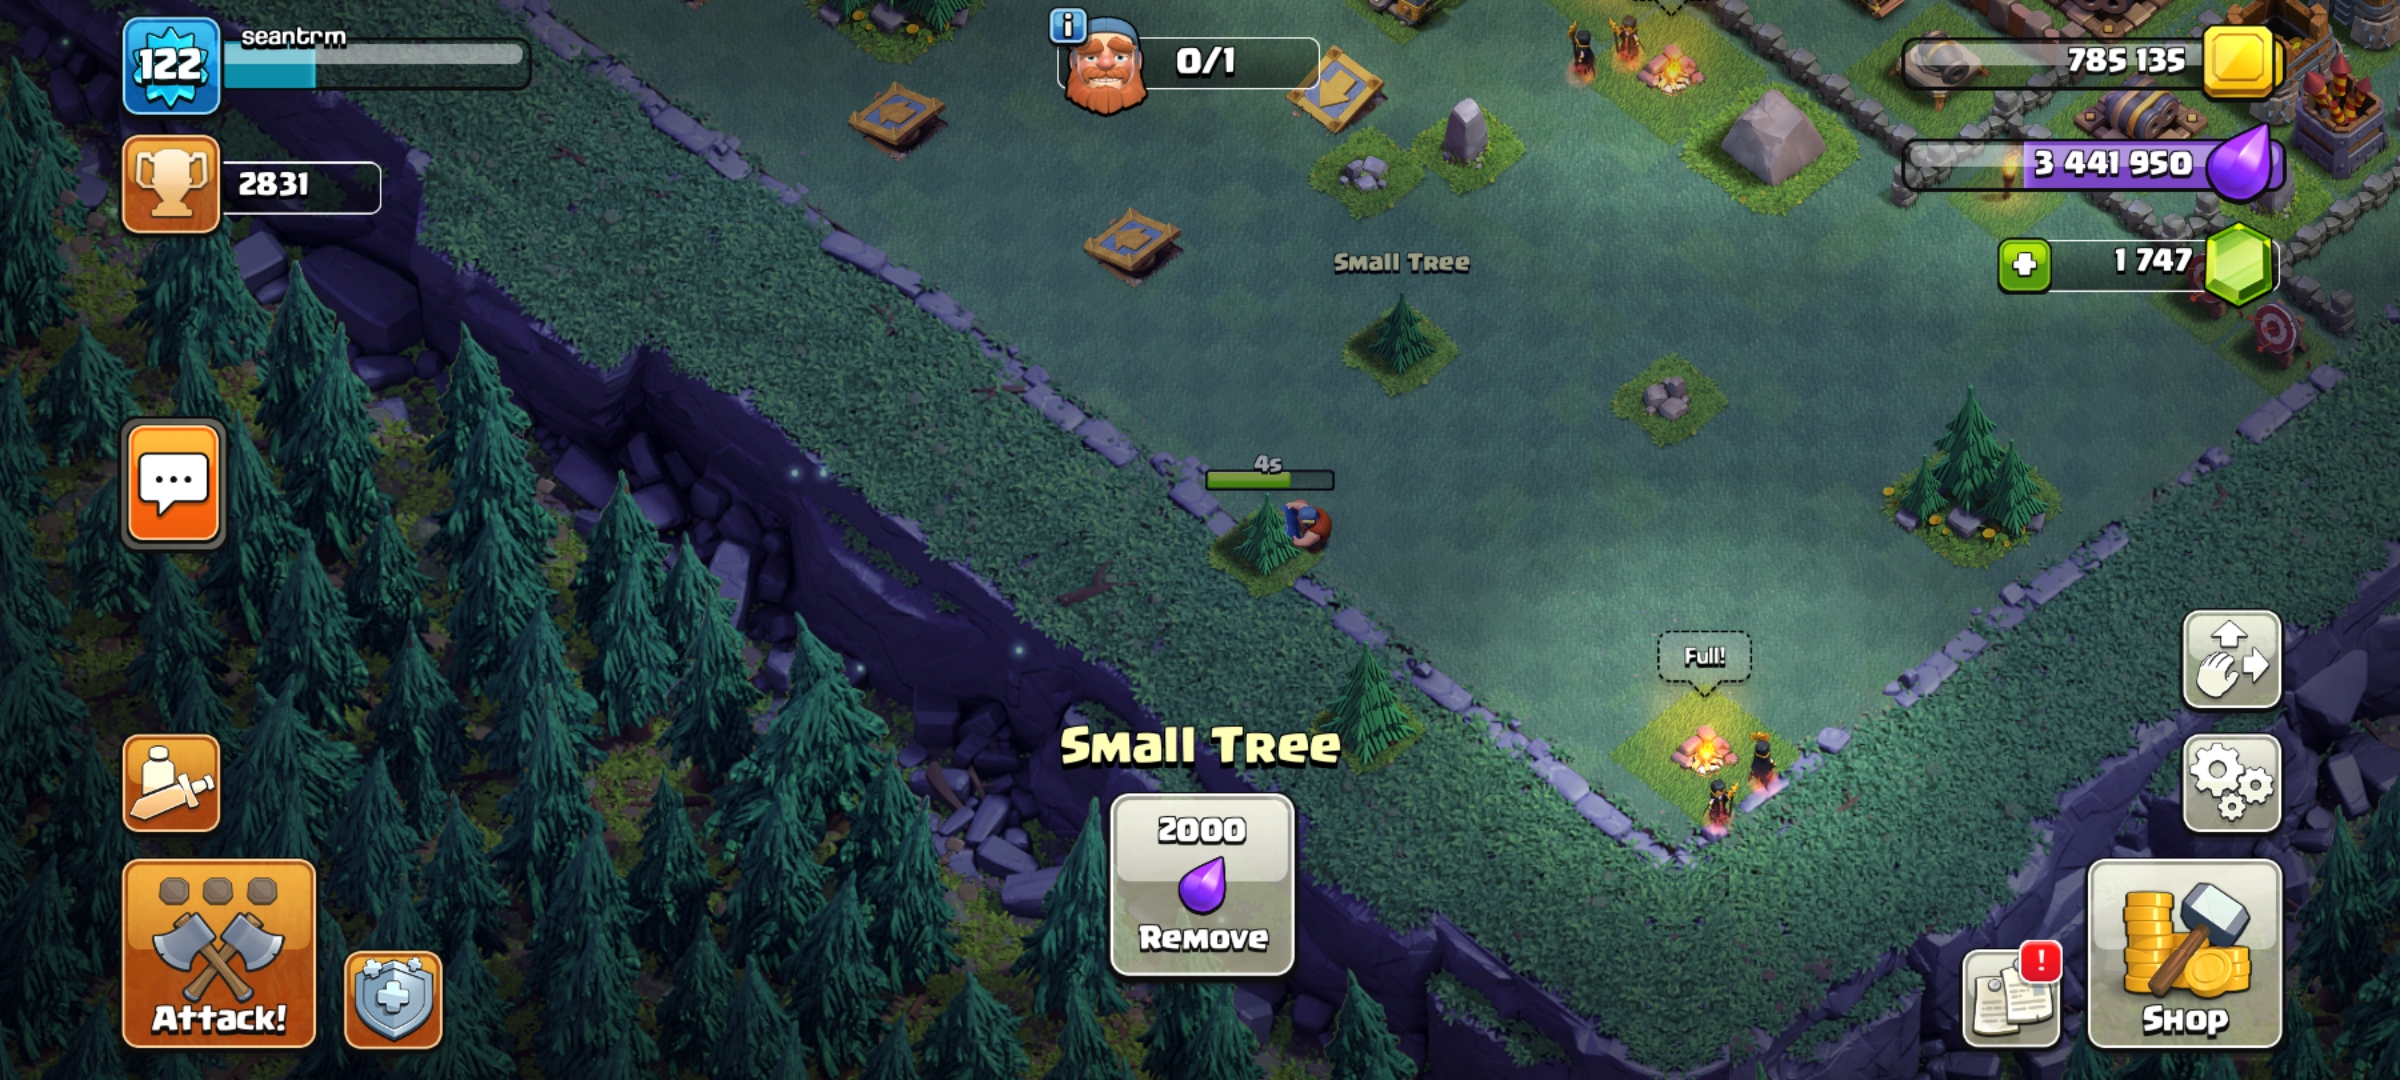 122
seantrm
0/1
785 135
2831
3 441 950
1 747
Small Tree
4s
Full!
Small Tree
2000
Remove
Attack!
!
Shop